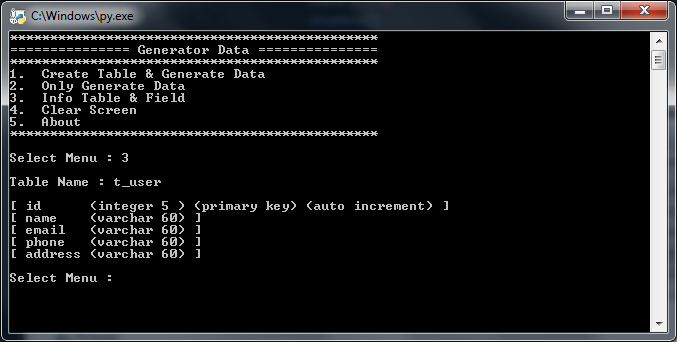 C:\Windows\py.exe
**********************************************
=============== Generator Data ===============
**********************************************
1.  Create Table & Generate Data
2.  Only Generate Data
3.  Info Table & Field
4.  Clear Screen
5.  About
**********************************************
Select Menu : 3
Table Name : t_user
[ id      (integer 5 ) (primary key) (auto increment) ]
[ name    (varchar 60) ]
[ email   (varchar 60) ]
[ phone   (varchar 60) ]
[ address (varchar 60) ]
Select Menu :